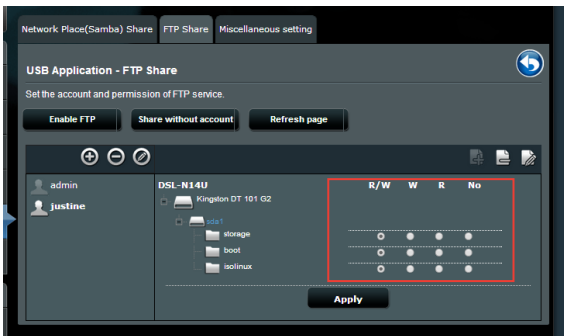 Network Place(Samba) Share FTP Share Miscellaneous setting
USB Application - FTP Share
Set the account and permission of FTP service.
Enable FTP Share without account Refresh page
admin
justine
DSL-N14U R/W W R No
Kingston DT 101 G2
sda1
storage
boot
isolinux
Apply